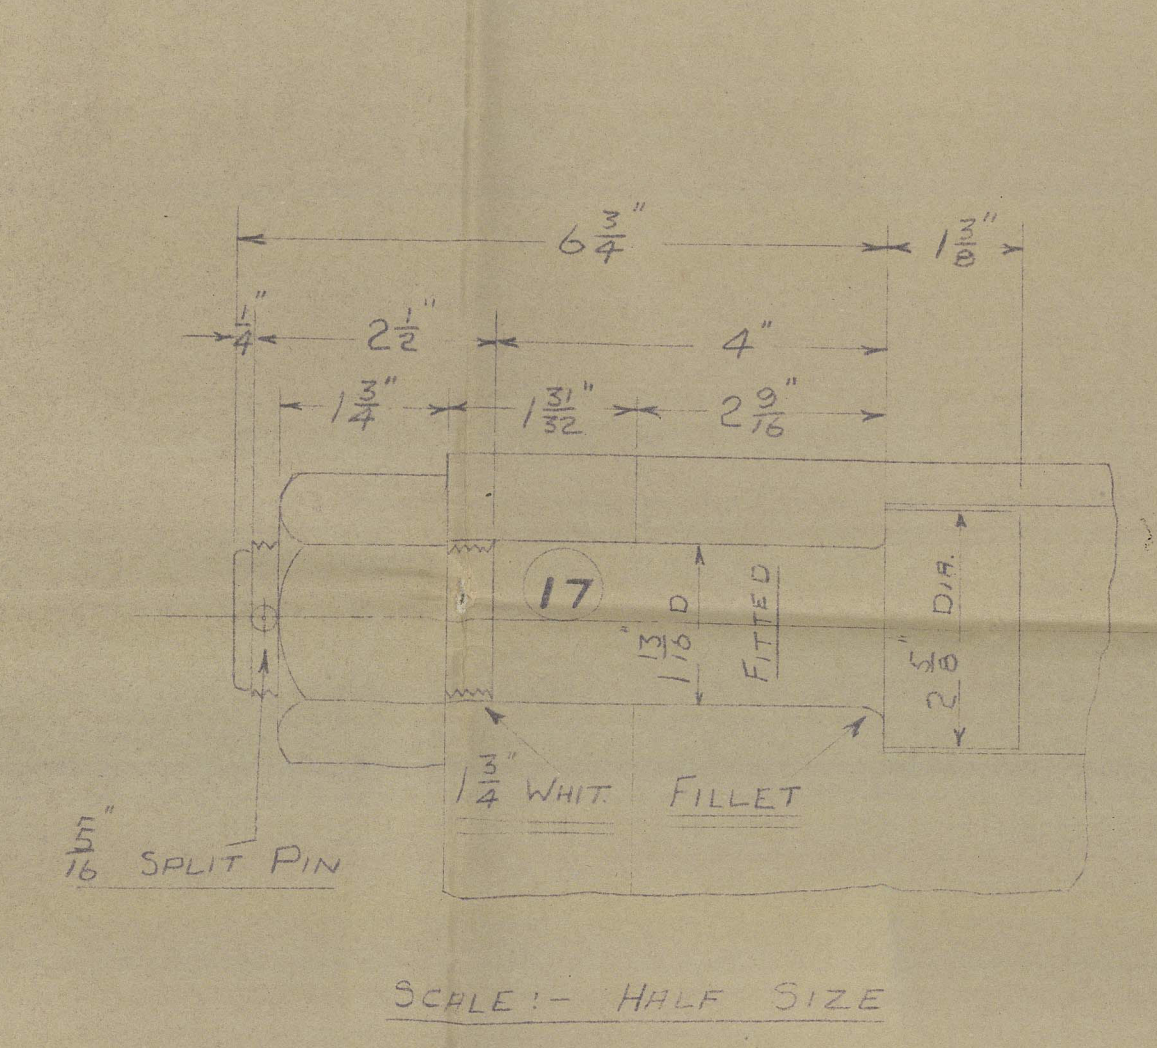 6 3/4" 1 3/8"
1/4" 2 1/2" 4"
1 3/4" 1 31/32" 2 9/16"
17
1 13/16" D
FITTED
2 5/8" DIA.
1 3/4" WHIT. FILLET
5/16" SPLIT PIN
SCALE:- HALF SIZE